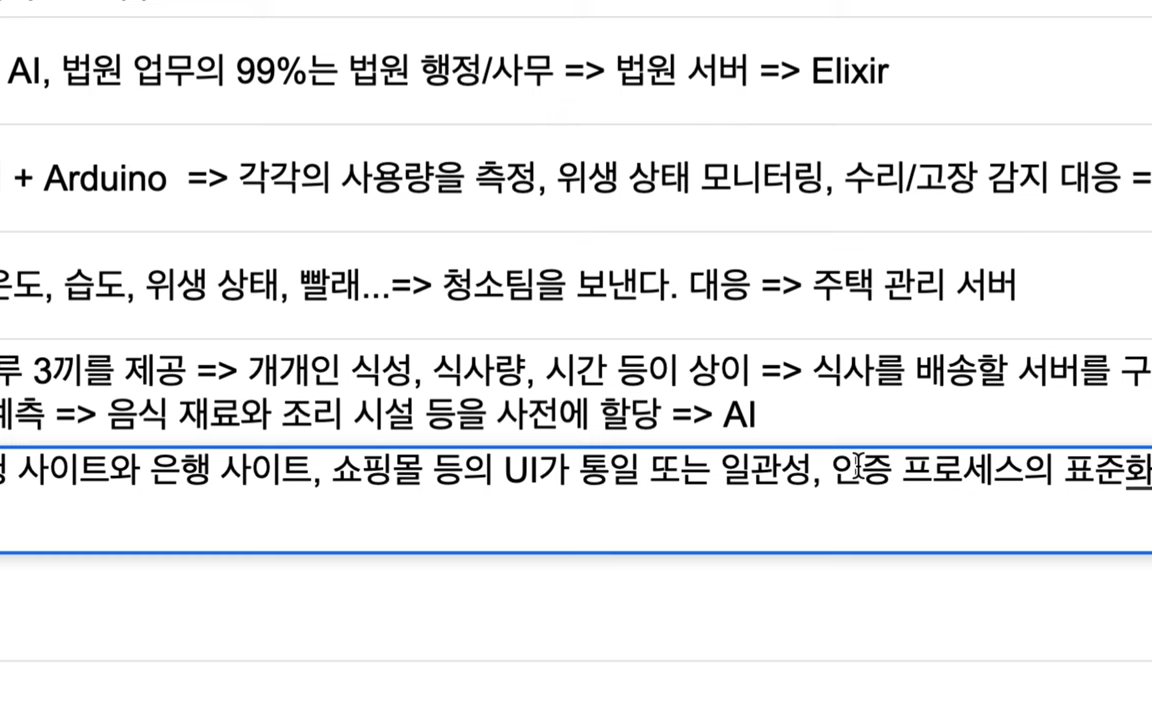 AI, 법원 업무의 99%는 법원 행정/사무 => 법원 서버 => Elixir
+ Arduino => 각각의 사용량을 측정, 위생 상태 모니터링, 수리/고장 감지 대응 =
습도, 위생 상태, 빨래...=> 청소팀을 보낸다. 대응 => 주택 관리 서버
3끼를 제공 => 개개인 식성, 식사량, 시간 등이 상이 => 식사를 배송할 서버를 구
=> 음식 재료와 조리 시설 등을 사전에 할당 => AI
사이트와 은행 사이트, 쇼핑몰 등의 UI가 통일 또는 일관성, 인증 프로세스의 표준화